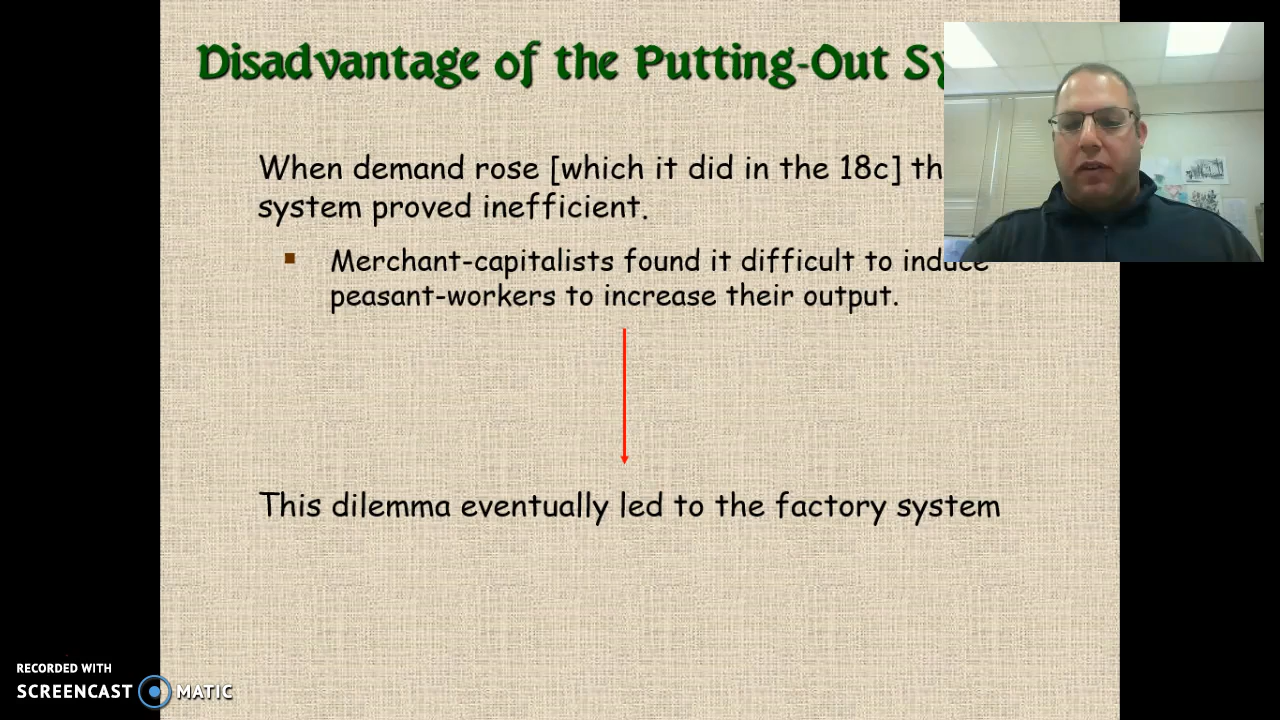 Disadvantage of the Putting-Out
When demand rose [which it did in the 18c]
system proved inefficient.
Merchant-capitalists found it difficult to induce
peasant-workers to increase their output.
This dilemma eventually led to the factory system
RECORDED WITH
SCREENCAST MATIC